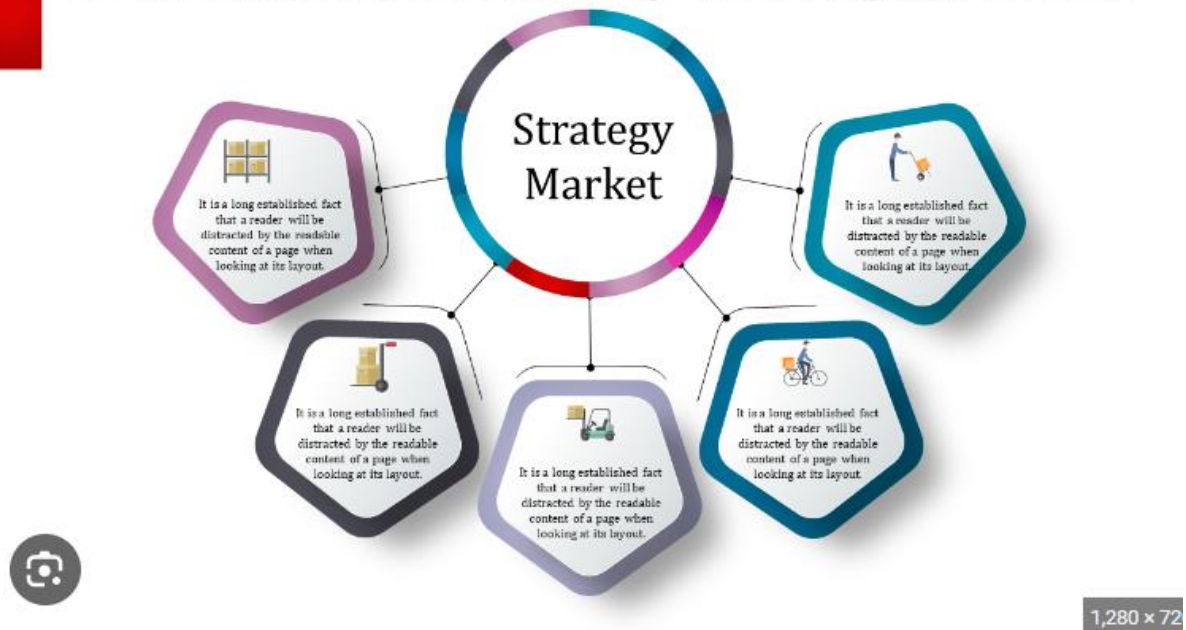 Strategy
Market
It is a long established fact
that a reader will be
distracted by the readable
content of a page when
looking at its layout.
It is a long established fact
that a reader will be
distracted by the readable
content of a page when
looking at its layout.
It is a long established fact
that a reader will be
distracted by the readable
content of a page when
looking at its layout.
It is a long established fact
that a reader will be
distracted by the readable
content of a page when
looking at its layout.
It is a long established fact
that a reader will be
distracted by the readable
content of a page when
looking at its layout.
1,280 × 72